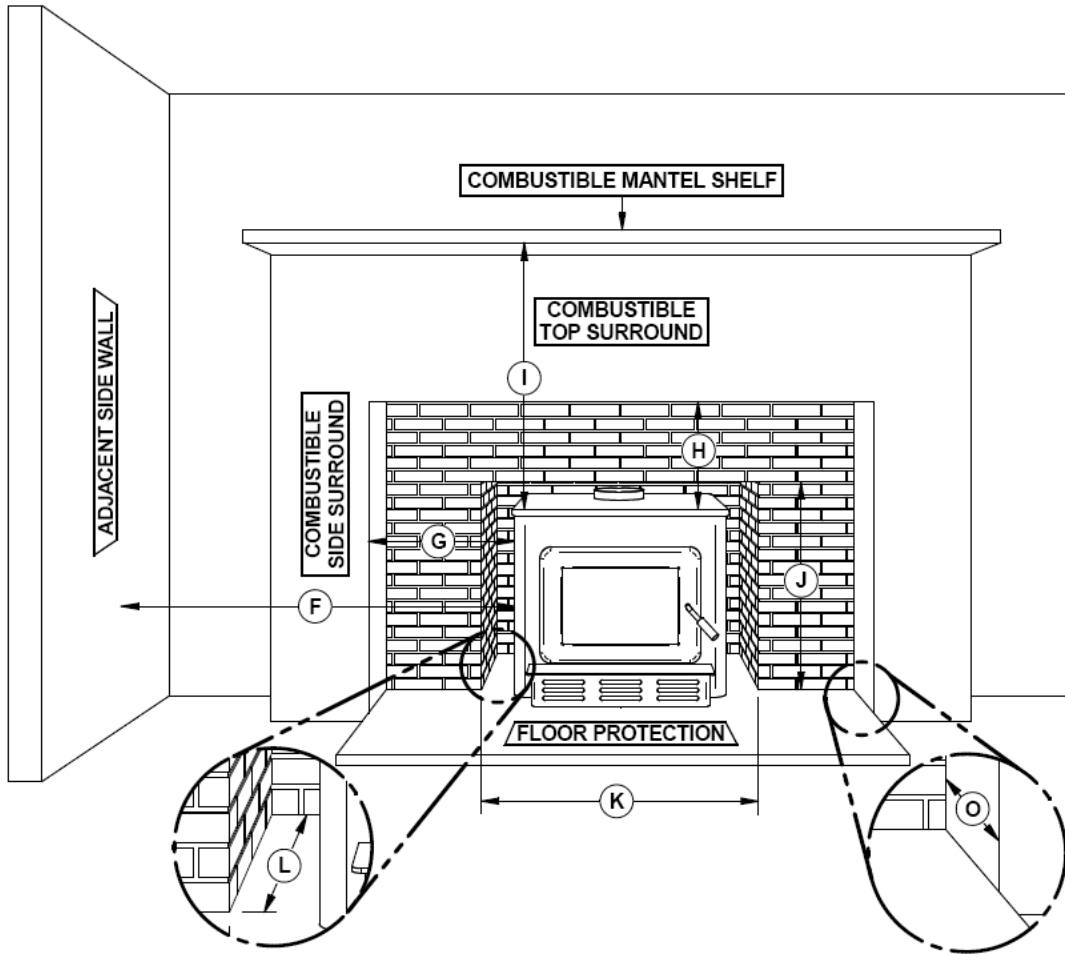 COMBUSTIBLE MANTEL SHELF
COMBUSTIBLE
TOP SURROUND
I
ADJACENT SIDE WALL
COMBUSTIBLE
SIDE SURROUND
H
G
J
F
FLOOR PROTECTION
K
O
L